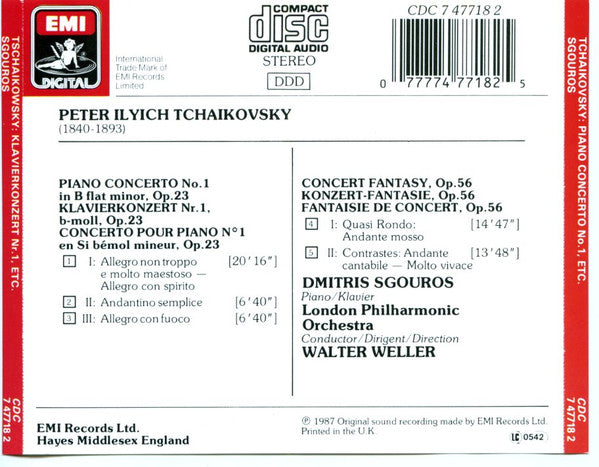 TSCHAIKOWSKY: KLAVIERKONZERT Nr. 1, ETC.
SGOUROS
CDC
7 47718 2
EMI
DIGITAL
International
Trade Mark of
EMI Records
Limited
COMPACT
disc
DIGITAL AUDIO
STEREO
DDD
CDC 7 47718 2
0 77774 77182 5
PETER ILYICH TCHAIKOVSKY
(1840-1893)
PIANO CONCERTO No.1
in B flat minor, Op.23
KLAVIERKONZERT Nr.1,
b-moll, Op.23
CONCERTO POUR PIANO N°1
en Si bémol mineur, Op.23
1 I: Allegro non troppo [20'16"]
e molto maestoso —
Allegro con spirito
2 II: Andantino semplice [6'40"]
3 III: Allegro con fuoco [6'40"]
CONCERT FANTASY, Op.56
KONZERT-FANTASIE, Op.56
FANTAISIE DE CONCERT, Op.56
4 I: Quasi Rondo: [14'47"]
Andante mosso
5 II: Contrastes: Andante [13'48"]
cantabile — Molto vivace
DMITRIS SGOUROS
Piano/Klavier
London Philharmonic
Orchestra
Conductor/Dirigent/Direction
WALTER WELLER
EMI Records Ltd.
Hayes Middlesex England
℗ 1987 Original sound recording made by EMI Records Ltd.
Printed in the U.K.
LC 0542
TCHAIKOVSKY: PIANO CONCERTO No. 1, ETC.
SGOUROS
CDC
7 47718 2